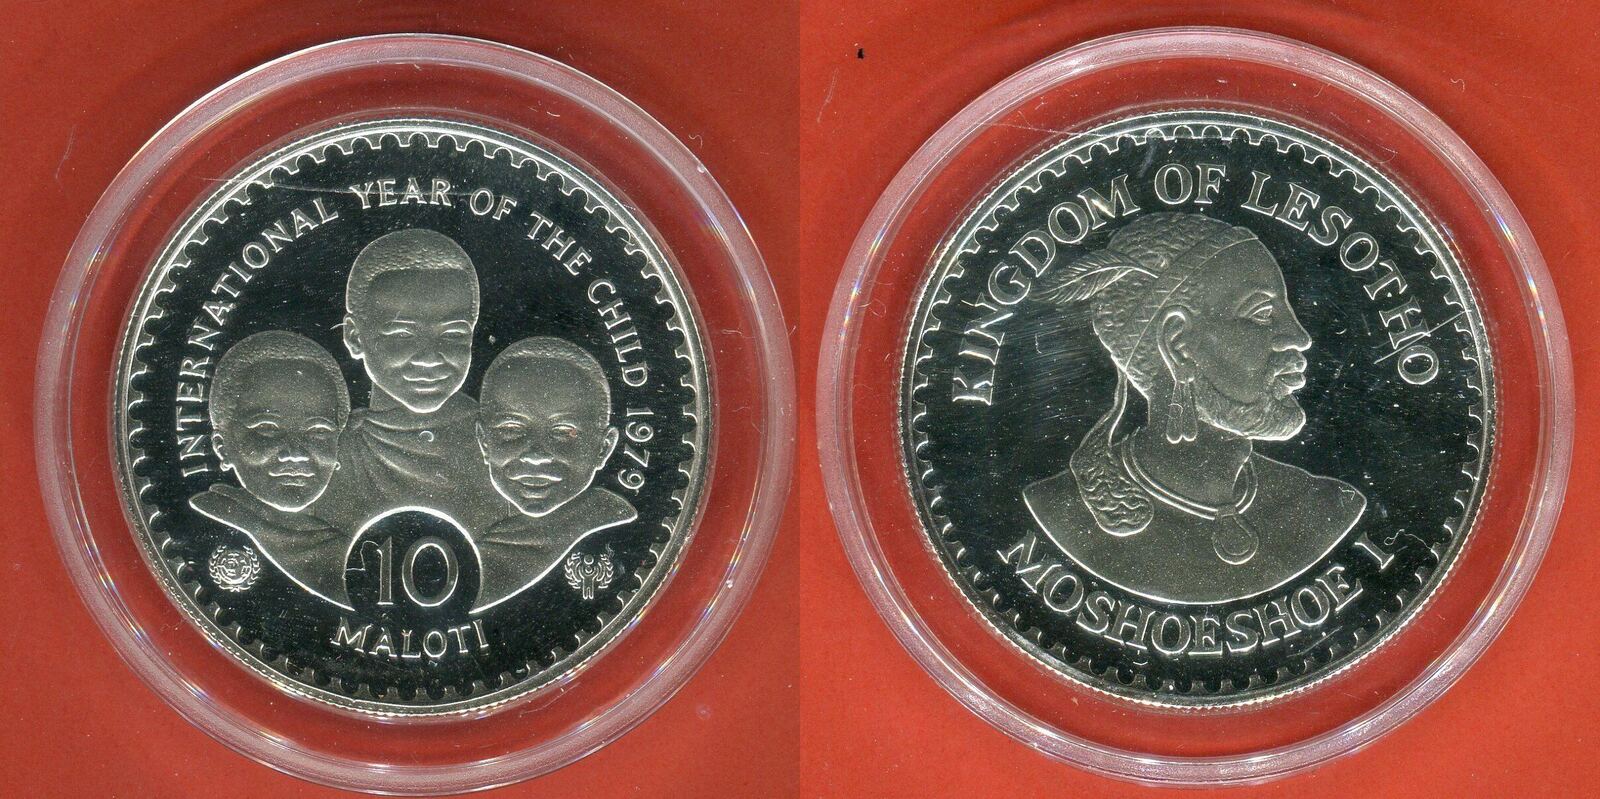 INTERNATIONAL YEAR OF THE CHILD 1979
10
MALOTI
KINGDOM OF LESOTHO
MOSHOESHOE I